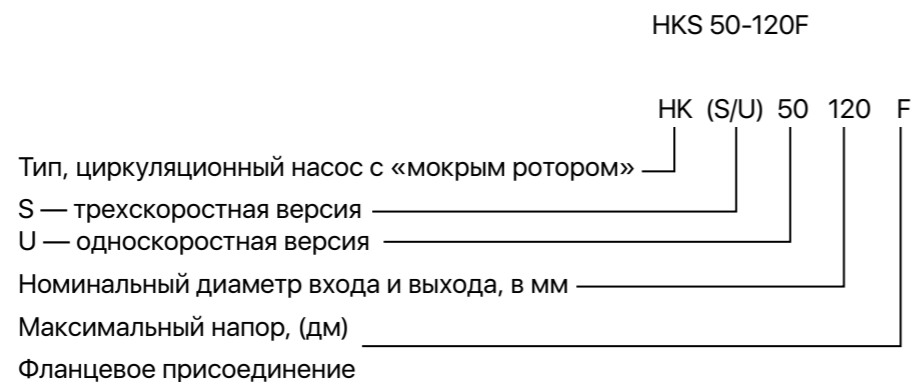 HKS 50-120F
HK (S/U) 50 120 F
Тип, циркуляционный насос с «мокрым ротором»
S — трехскоростная версия
U — односкоростная версия
Номинальный диаметр входа и выхода, в мм
Максимальный напор, (дм)
Фланцевое присоединение